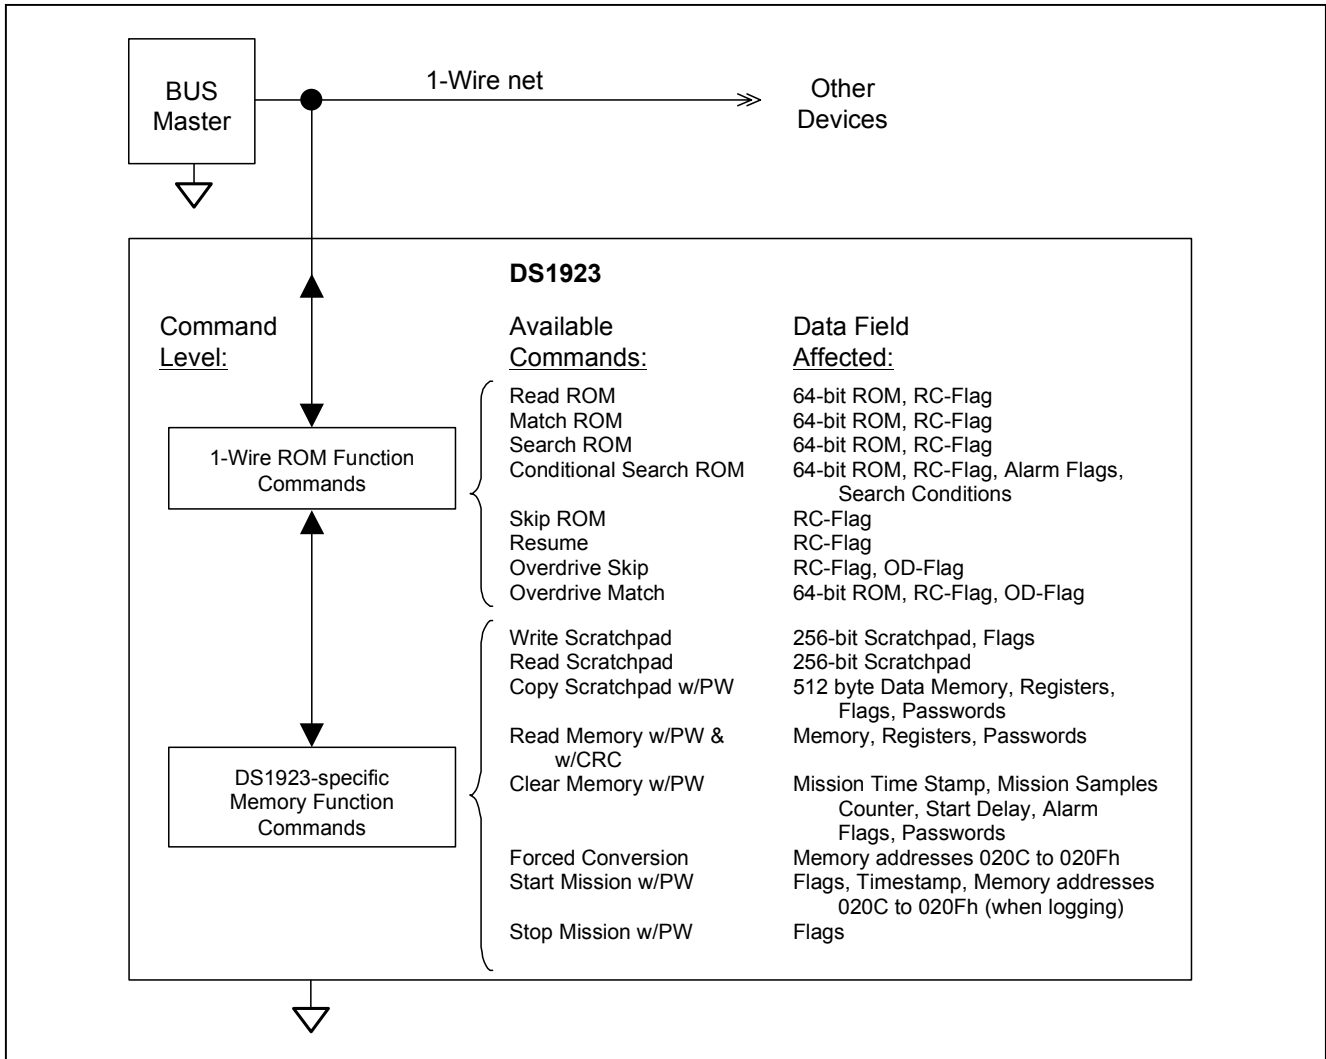 BUS
Master
1-Wire net
Other
Devices
DS1923
Command
Level:
Available
Commands:
Data Field
Affected:
1-Wire ROM Function
Commands
Read ROM 64-bit ROM, RC-Flag
Match ROM 64-bit ROM, RC-Flag
Search ROM 64-bit ROM, RC-Flag
Conditional Search ROM 64-bit ROM, RC-Flag, Alarm Flags,
Search Conditions
Skip ROM RC-Flag
Resume RC-Flag
Overdrive Skip RC-Flag, OD-Flag
Overdrive Match 64-bit ROM, RC-Flag, OD-Flag
DS1923-specific
Memory Function
Commands
Write Scratchpad 256-bit Scratchpad, Flags
Read Scratchpad 256-bit Scratchpad
Copy Scratchpad w/PW 512 byte Data Memory, Registers,
Flags, Passwords
Read Memory w/PW & Memory, Registers, Passwords
w/CRC
Clear Memory w/PW Mission Time Stamp, Mission Samples
Counter, Start Delay, Alarm
Flags, Passwords
Forced Conversion Memory addresses 020C to 020Fh
Start Mission w/PW Flags, Timestamp, Memory addresses
020C to 020Fh (when logging)
Stop Mission w/PW Flags